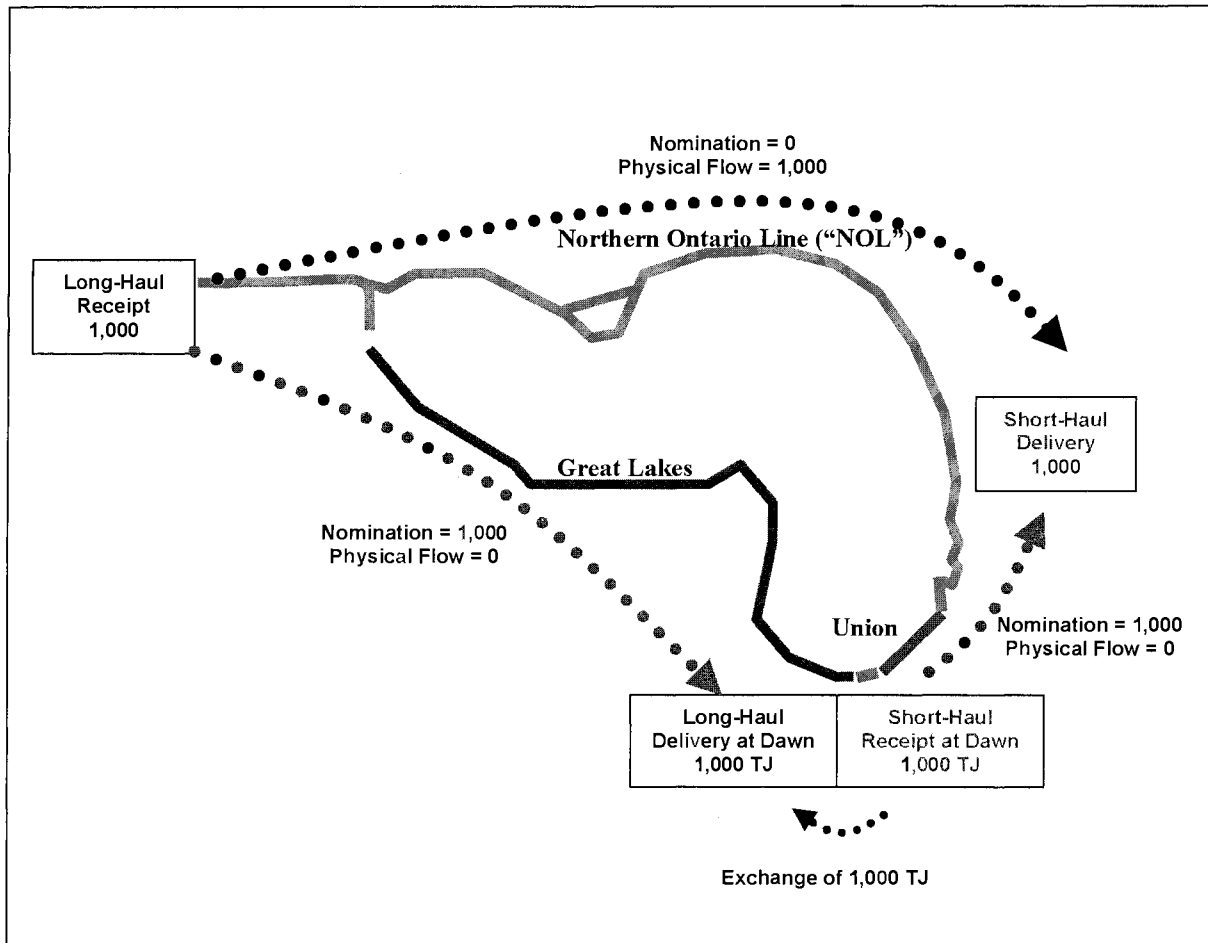 Nomination = 0
Physical Flow = 1,000
Northern Ontario Line ("NOL")
Long-Haul
Receipt
1,000
Short-Haul
Delivery
1,000
Great Lakes
Nomination = 1,000
Physical Flow = 0
Union
Nomination = 1,000
Physical Flow = 0
Long-Haul
Delivery at Dawn
1,000 TJ
Short-Haul
Receipt at Dawn
1,000 TJ
Exchange of 1,000 TJ